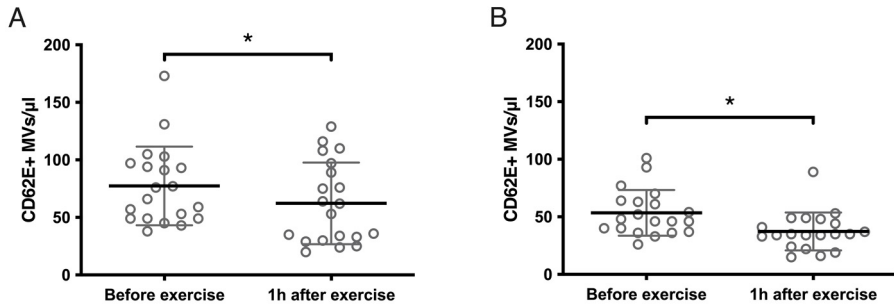 A
CD62E+ MVs/µl
200
150
100
50
0
*
Before exercise
1h after exercise
B
CD62E+ MVs/µl
200
150
100
50
0
*
Before exercise
1h after exercise